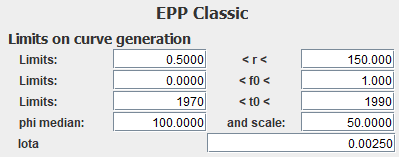 EPP Classic
Limits on curve generation
Limits: 0.5000 < r < 150.000
Limits: 0.0000 < f0 < 1.000
Limits: 1970 < t0 < 1990
phi median: 100.0000 and scale: 50.0000
Iota 0.00250